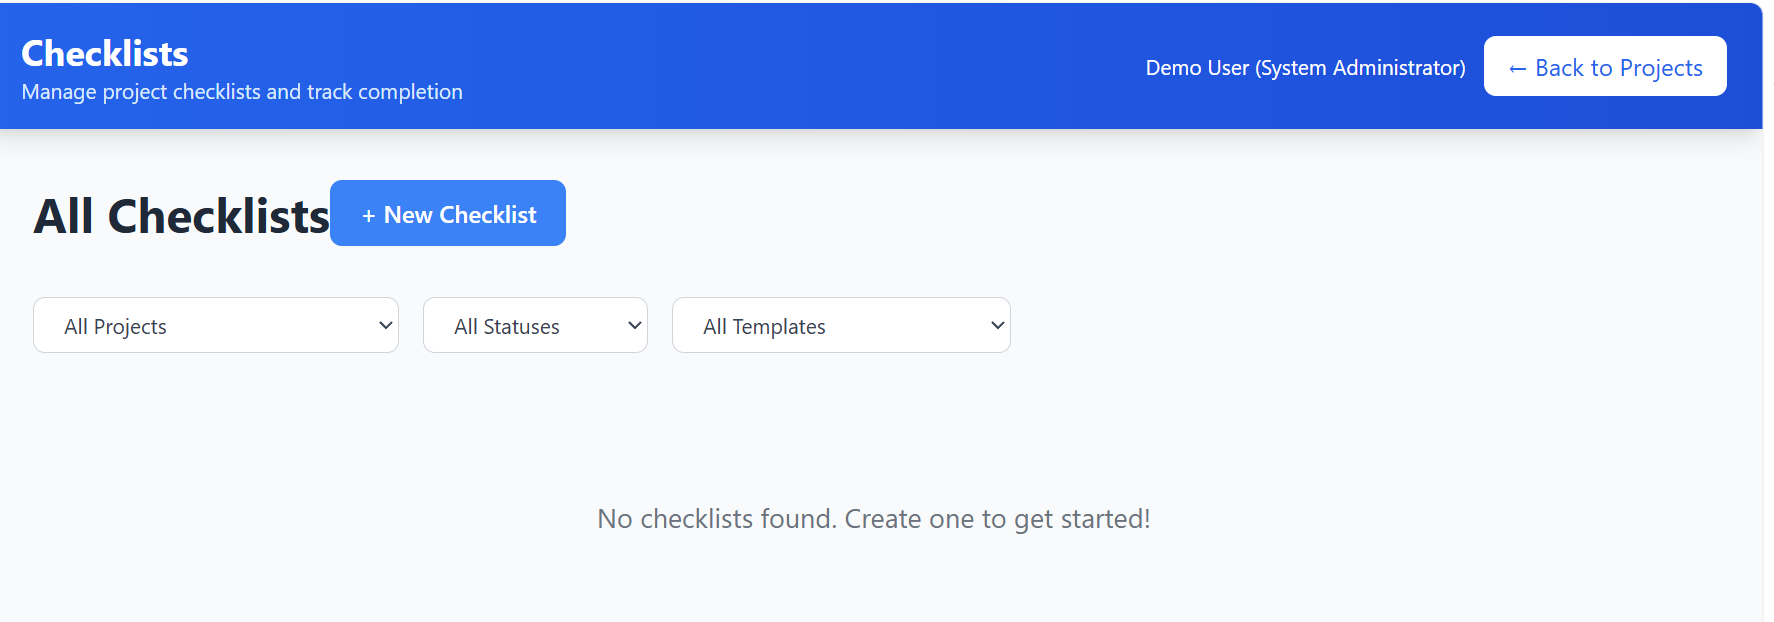 Checklists
Manage project checklists and track completion
Demo User (System Administrator)
← Back to Projects
All Checklists
+ New Checklist
All Projects
All Statuses
All Templates
No checklists found. Create one to get started!